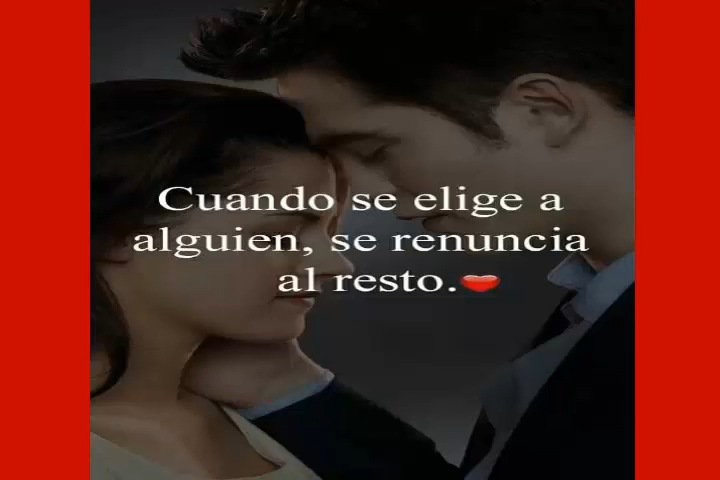 Cuando se elige a
alguien, se renuncia
al resto.❤